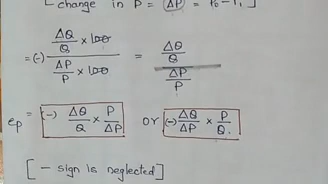 └ change in P = (ΔP) = P₀ - P₁ ]
= (-) ΔQ/Q × 100 / ΔP/P × 100 = ΔQ/Q / ΔP/P
eₚ = (-) ΔQ/Q × P/ΔP or (-) ΔQ/ΔP × P/Q.
[ - sign is neglected ]